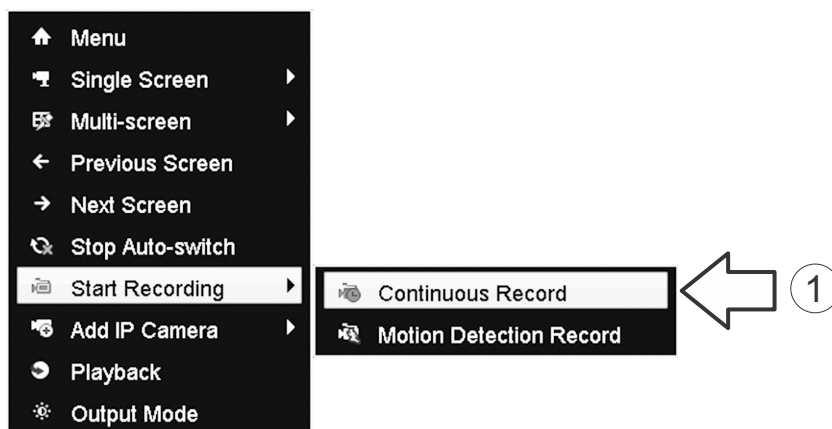 Menu
Single Screen
Multi-screen
Previous Screen
Next Screen
Stop Auto-switch
Start Recording
Continuous Record
1
Add IP Camera
Motion Detection Record
Playback
Output Mode